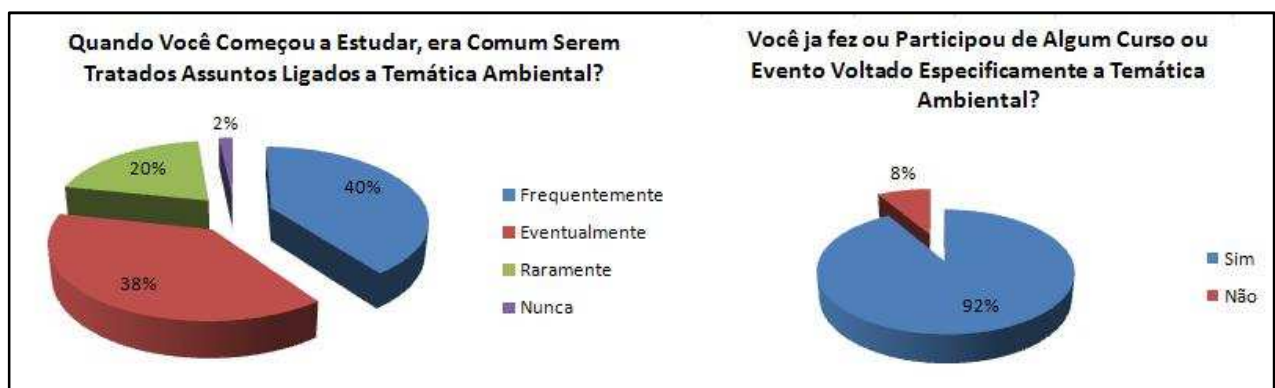 Quando Você Começou a Estudar, era Comum Serem
Tratados Assuntos Ligados a Temática Ambiental?
2%
20%
40%
38%
Frequentemente
Eventualmente
Raramente
Nunca
Você ja fez ou Participou de Algum Curso ou
Evento Voltado Especificamente a Temática
Ambiental?
8%
92%
Sim
Não